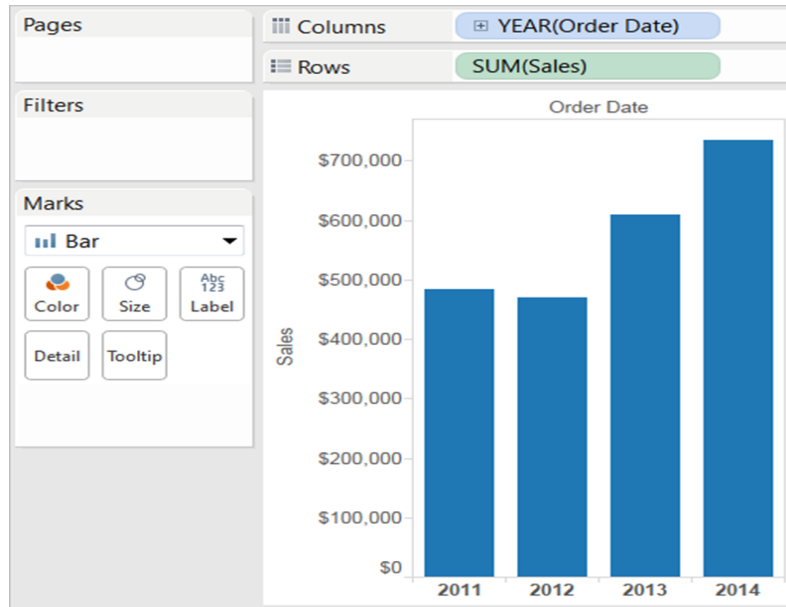 Pages
Columns
YEAR(Order Date)
Rows
SUM(Sales)
Filters
Marks
Bar
Color
Size
Abc
123
Label
Detail
Tooltip
Order Date
Sales
$700,000
$600,000
$500,000
$400,000
$300,000
$200,000
$100,000
$0
2011 2012 2013 2014